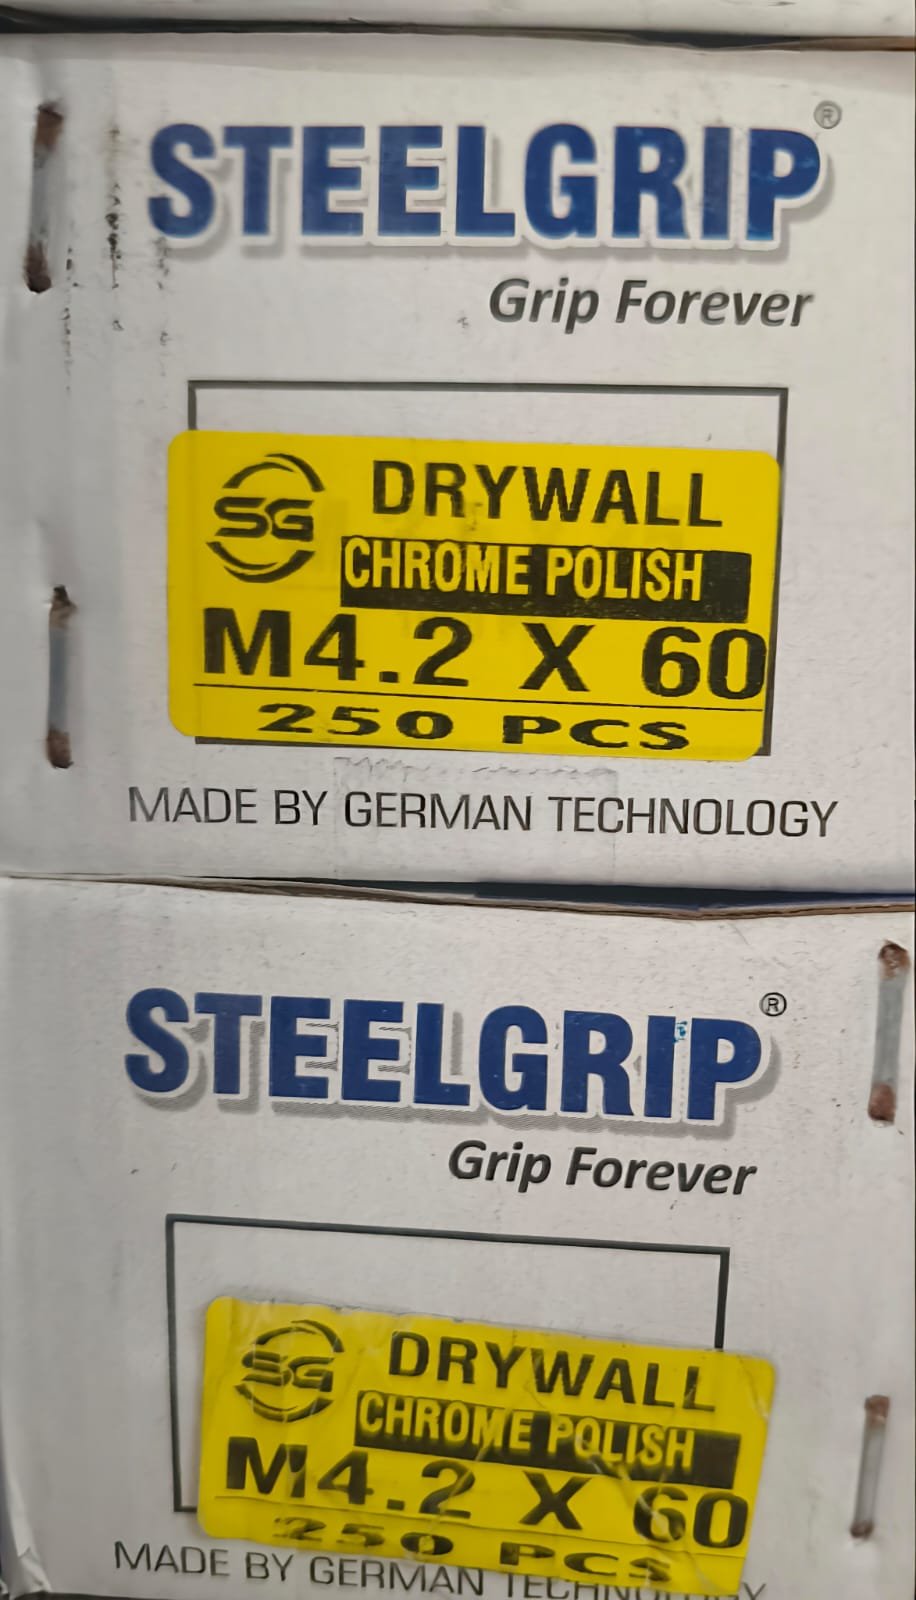 STEELGRIP®
Grip Forever
SG
DRYWALL
CHROME POLISH
M4.2 X 60
250 PCS
MADE BY GERMAN TECHNOLOGY
STEELGRIP®
Grip Forever
SG
DRYWALL
CHROME POLISH
M4.2 X 60
250 PCS
MADE BY GERMAN TECHNOLOGY